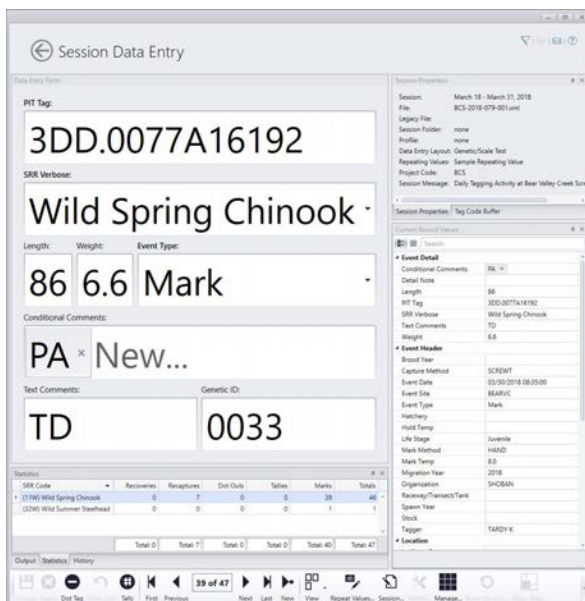 Session Data Entry
Data Entry Form
PIT Tag:
3DD.0077A16192
SRR Verbose:
Wild Spring Chinook
Length: Weight: Event Type:
86 6.6 Mark
Conditional Comments:
PA × New...
Text Comments: Genetic ID:
TD 0033
Statistics
SRR Code Recoveries Recaptures Dot Outs Tallies Marks Totals
(11W) Wild Spring Chinook 0 7 0 0 39 46
(32W) Wild Summer Steelhead 0 0 0 0 1 1
Total: 0 Total: 7 Total: 0 Total: 0 Total: 40 Total: 47
Output Statistics History
Dot Tag Tally First Previous 39 of 47 Next Last New View Repeat Values... Session... Manage...
Session Properties
Session: March 18 - March 31, 2018
File: BCS-2018-079-001.xml
Legacy File:
Session Folder: none
Profile: none
Data Entry Layout: Genetic/Scale Text
Repeating Values: Sample Repeating Value
Project Code: BCS
Session Message: Daily Tagging Activity at Bear Valley Creek Scre
Session Properties Tag Code Buffer
Current Record Values
Search
Event Detail
Conditional Comments PA ×
Detail Note
Length 86
PIT Tag 3DD.0077A16192
SRR Verbose Wild Spring Chinook
Text Comments TD
Weight 6.6
Event Header
Brood Year
Capture Method SCREWT
Event Date 03/30/2018 08:35:00
Event Site BEARVC
Event Type Mark
Hatchery
Hold Temp
Life Stage Juvenile
Mark Method HAND
Mark Temp 8.0
Migration Year 2018
Organization SHOBAN
Raceway/Transect/Tank
Spawn Year
Stock
Tagger TARDY K
Location